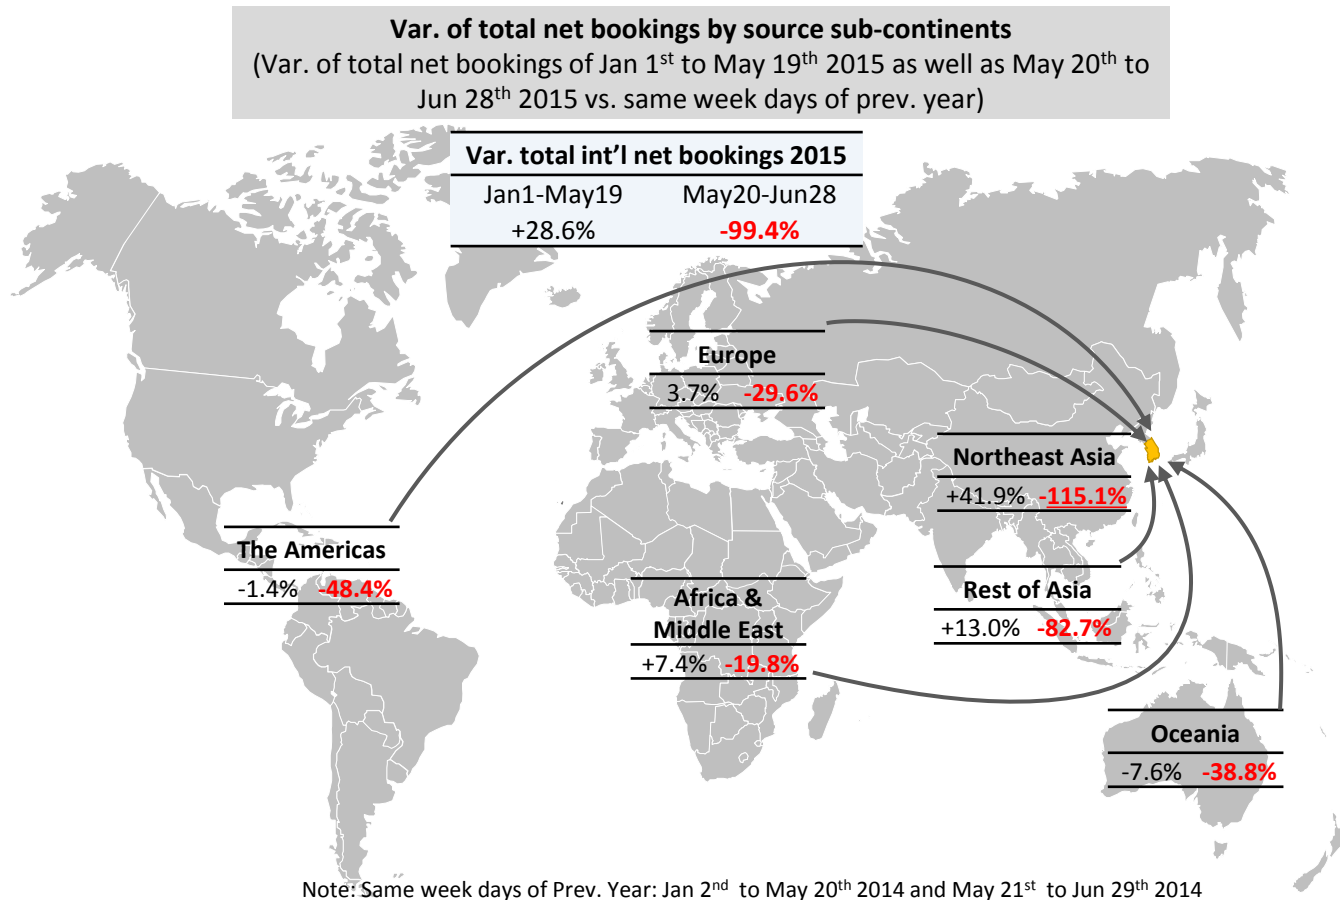 Var. of total net bookings by source sub-continents
(Var. of total net bookings of Jan 1st to May 19th 2015 as well as May 20th to
Jun 28th 2015 vs. same week days of prev. year)
Var. total int'l net bookings 2015
Jan1-May19 May20-Jun28
+28.6% -99.4%
Europe
3.7% -29.6%
Northeast Asia
+41.9% -115.1%
The Americas
-1.4% -48.4%
Africa &
Middle East
+7.4% -19.8%
Rest of Asia
+13.0% -82.7%
Oceania
-7.6% -38.8%
Note: Same week days of Prev. Year: Jan 2nd to May 20th 2014 and May 21st to Jun 29th 2014